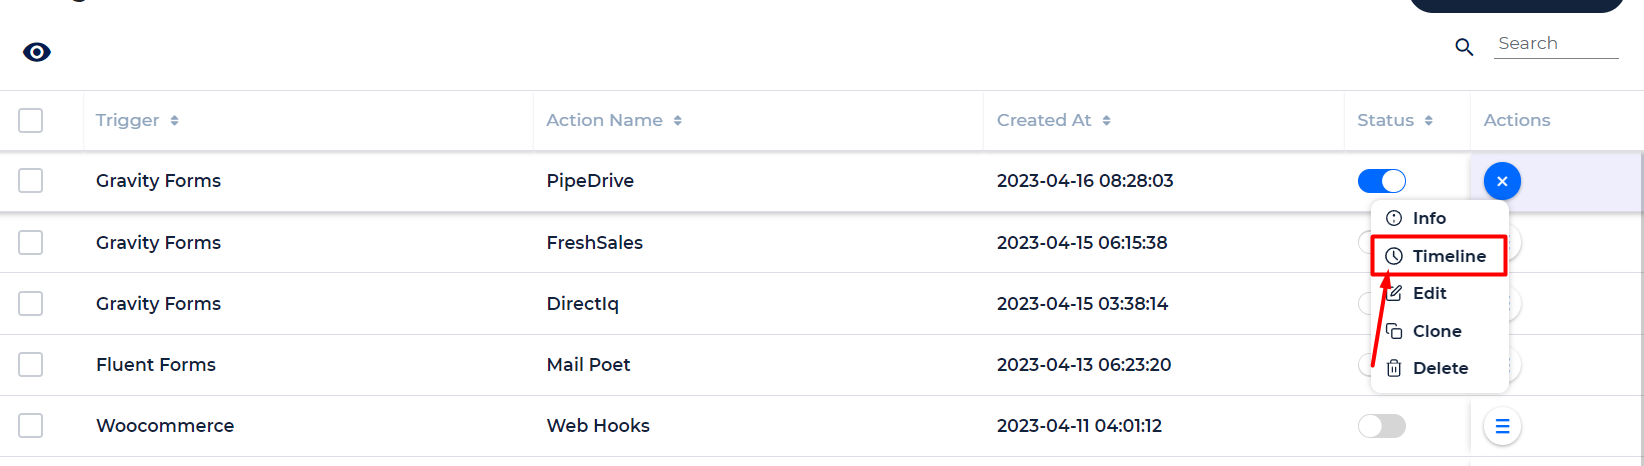 Search
Trigger Action Name Created At Status Actions
Gravity Forms PipeDrive 2023-04-16 08:28:03
Info
Gravity Forms FreshSales 2023-04-15 06:15:38
Timeline
Edit
Gravity Forms DirectIq 2023-04-15 03:38:14
Clone
Fluent Forms Mail Poet 2023-04-13 06:23:20
Delete
Woocommerce Web Hooks 2023-04-11 04:01:12